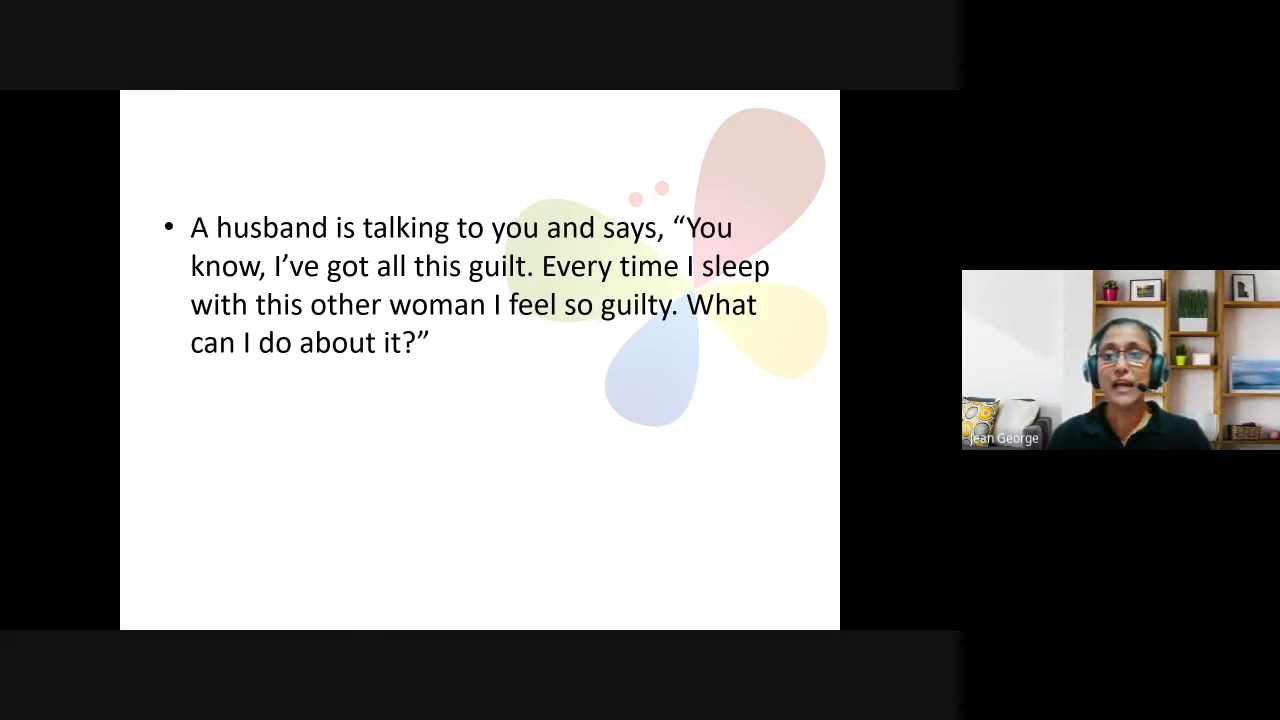 • A husband is talking to you and says, “You
know, I’ve got all this guilt. Every time I sleep
with this other woman I feel so guilty. What
can I do about it?”
Jean George